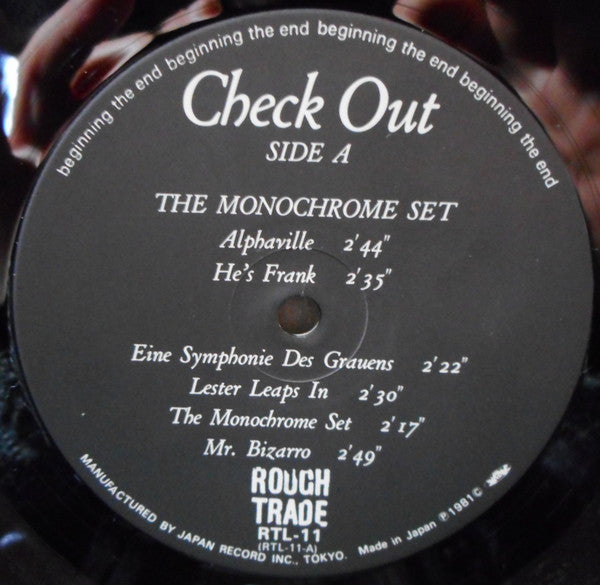 beginning the end beginning the end beginning the end beginning the end beginning the end
Check Out
SIDE A
THE MONOCHROME SET
Alphaville 2'44"
He's Frank 2'35"
Eine Symphonie Des Grauens 2'22"
Lester Leaps In 2'30"
The Monochrome Set 2'17"
Mr. Bizarro 2'49"
ROUGH
TRADE
RTL-11
(RTL-11-A)
MANUFACTURED BY JAPAN RECORD INC., TOKYO. Made in Japan ℗1981©